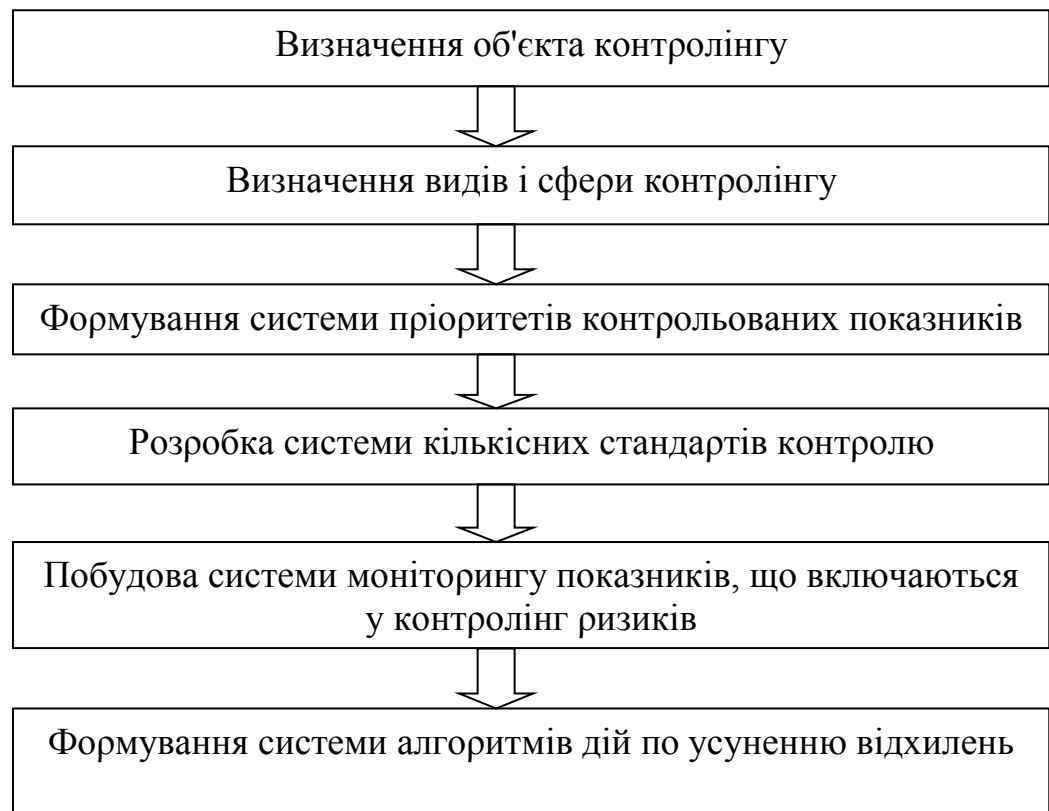 Визначення об'єкта контролінгу
Визначення видів і сфери контролінгу
Формування системи пріоритетів контрольованих показників
Розробка системи кількісних стандартів контролю
Побудова системи моніторингу показників, що включаються
у контролінг ризиків
Формування системи алгоритмів дій по усуненню відхилень